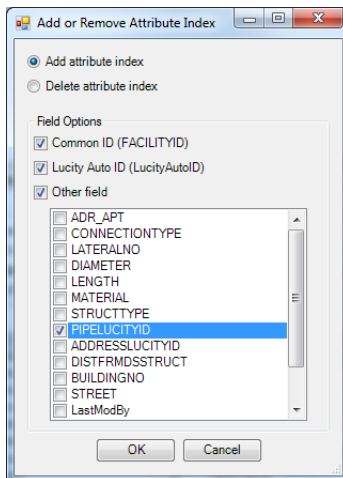 Add or Remove Attribute Index
Add attribute index
Delete attribute index
Field Options
Common ID (FACILITYID)
Lucity Auto ID (LucityAutoID)
Other field
ADR_APT
CONNECTIONTYPE
LATERALNO
DIAMETER
LENGTH
MATERIAL
STRUCTTYPE
PIPELUCITYID
ADDRESSLUCITYID
DISTFRMDSSTRUCT
BUILDINGNO
STREET
LastModBy
OK Cancel